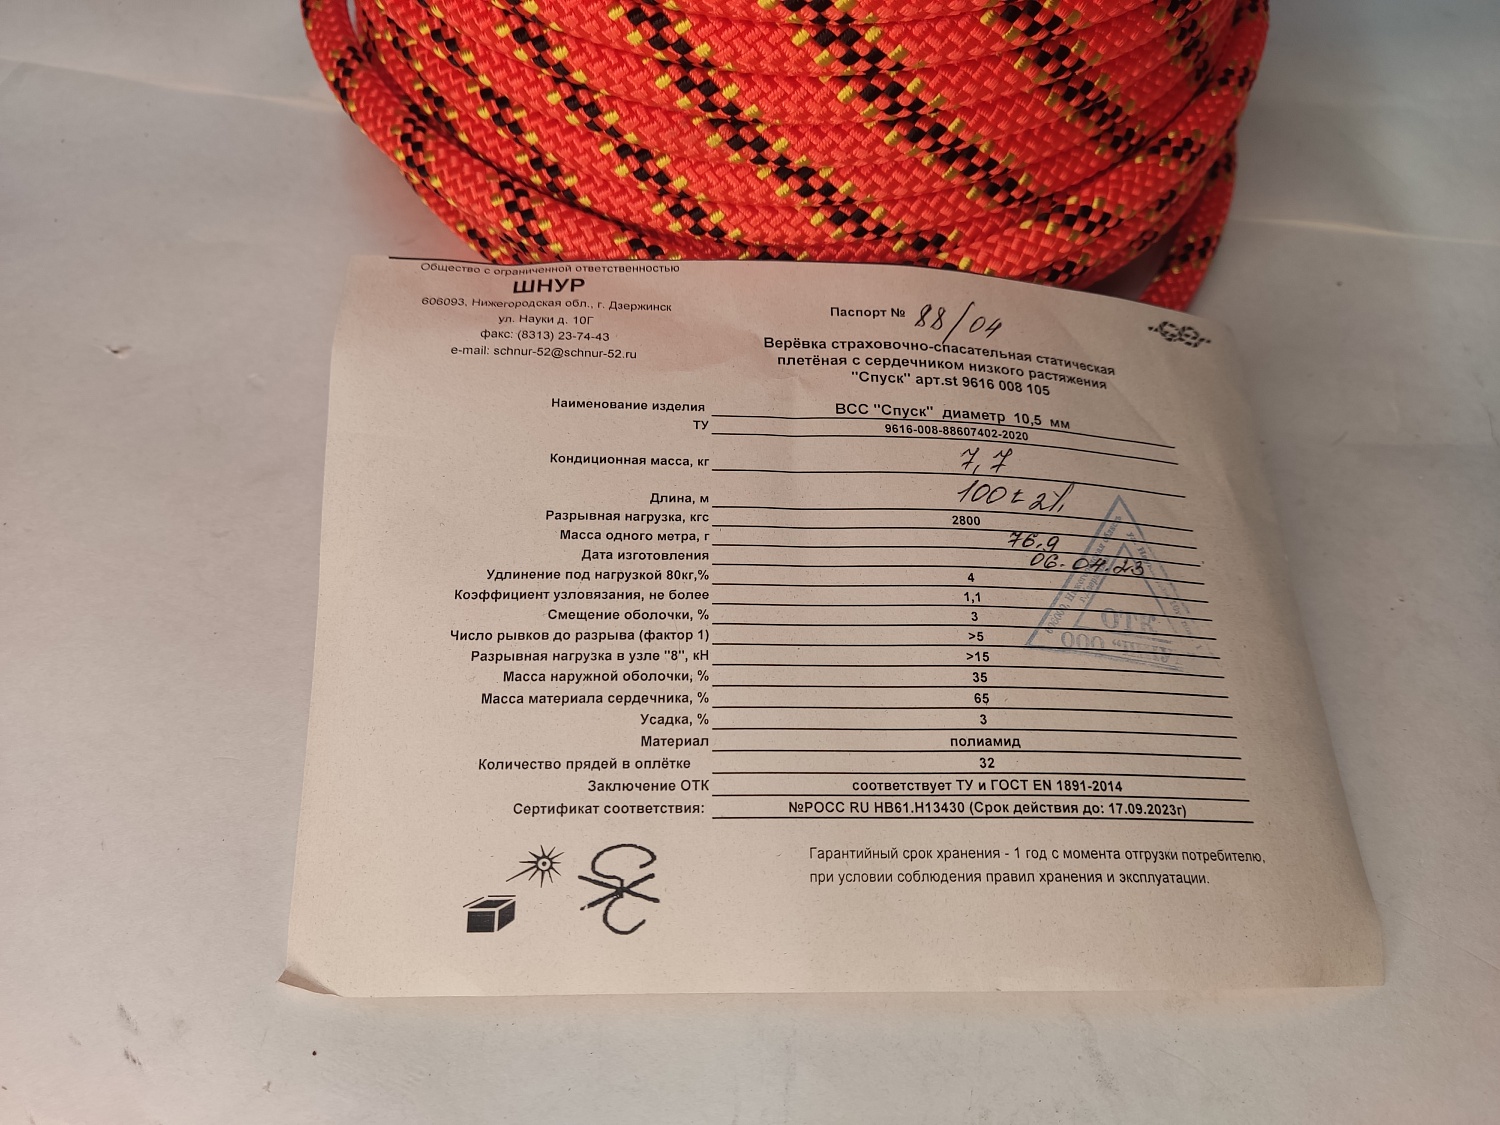 Общество с ограниченной ответственностью
ШНУР
606093, Нижегородская обл., г. Дзержинск
ул. Науки д. 10Г
факс: (8313) 23-74-43
e-mail: schnur-52@schnur-52.ru
Паспорт № 88/04
Верёвка страховочно-спасательная статическая
плетёная с сердечником низкого растяжения
"Спуск" арт.st 9616 008 105
Наименование изделия ВСС "Спуск" диаметр 10,5 мм
ТУ 9616-008-88607402-2020
Кондиционная масса, кг 7,7
Длина, м 100±2%
Разрывная нагрузка, кгс 2800
Масса одного метра, г 76,9
Дата изготовления 06.04.23
Удлинение под нагрузкой 80кг,% 4
Коэффициент узловязания, не более 1,1
Смещение оболочки, % 3
Число рывков до разрыва (фактор 1) >5
Разрывная нагрузка в узле "8", кН >15
Масса наружной оболочки, % 35
Масса материала сердечника, % 65
Усадка, % 3
Материал полиамид
Количество прядей в оплётке 32
Заключение ОТК соответствует ТУ и ГОСТ EN 1891-2014
Сертификат соответствия: №РОСС RU НВ61.Н13430 (Срок действия до: 17.09.2023г)
Гарантийный срок хранения - 1 год с момента отгрузки потребителю,
при условии соблюдения правил хранения и эксплуатации.
ОТК
ООО